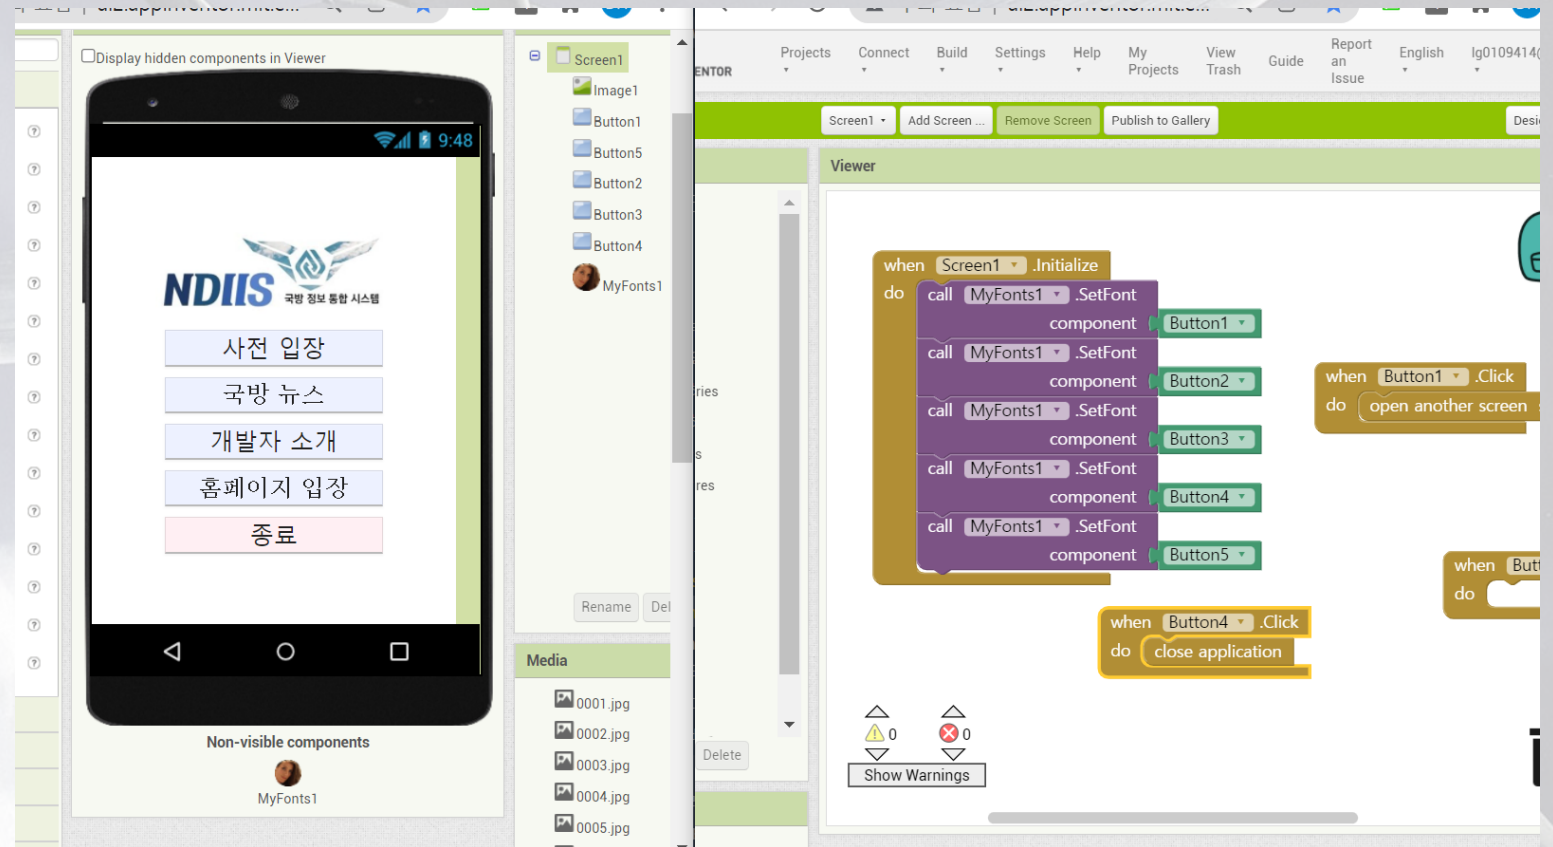 Display hidden components in Viewer
9:48
NDIIS 국방 정보 통합 시스템
사전 입장
국방 뉴스
개발자 소개
홈페이지 입장
종료
Non-visible components
MyFonts1
Screen1
Image1
Button1
Button5
Button2
Button3
Button4
MyFonts1
Rename
Media
0001.jpg
0002.jpg
0003.jpg
0004.jpg
0005.jpg
Projects Connect Build Settings Help My Projects View Trash Guide Report an Issue English
Screen1 Add Screen ... Remove Screen Publish to Gallery
Viewer
when Screen1 .Initialize
do call MyFonts1 .SetFont
component Button1
call MyFonts1 .SetFont
component Button2
call MyFonts1 .SetFont
component Button3
call MyFonts1 .SetFont
component Button4
call MyFonts1 .SetFont
component Button5
when Button1 .Click
do open another screen
when
do
when Button4 .Click
do close application
0 0
Show Warnings
Delete